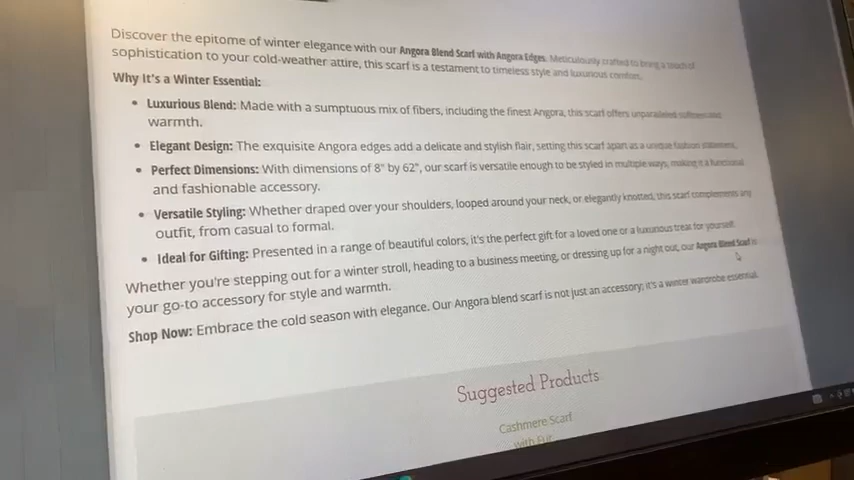 Discover the epitome of winter elegance with our Angora Blend Scarf with Angora Edges. Meticulously crafted to bring a touch of
sophistication to your cold-weather attire, this scarf is a testament to timeless style and luxurious comfort.
Why It's a Winter Essential:
• Luxurious Blend: Made with a sumptuous mix of fibers, including the finest Angora, this scarf offers unparalleled softness and
warmth.
• Elegant Design: The exquisite Angora edges add a delicate and stylish flair, setting this scarf apart as a unique fashion statement.
• Perfect Dimensions: With dimensions of 8" by 62", our scarf is versatile enough to be styled in multiple ways, making it a functional
and fashionable accessory.
• Versatile Styling: Whether draped over your shoulders, looped around your neck, or elegantly knotted, this scarf complements any
outfit, from casual to formal.
• Ideal for Gifting: Presented in a range of beautiful colors, it's the perfect gift for a loved one or a luxurious treat for yourself.
Whether you're stepping out for a winter stroll, heading to a business meeting, or dressing up for a night out, our Angora Blend Scarf is
your go-to accessory for style and warmth.
Shop Now: Embrace the cold season with elegance. Our Angora blend scarf is not just an accessory; it's a winter wardrobe essential.
Suggested Products
Cashmere Scarf
with Fur